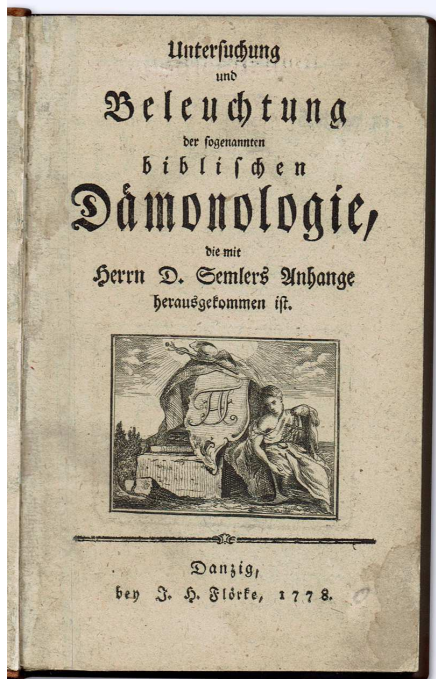 Untersuchung
und
Beleuchtung
der sogenannten
biblischen
Dämonologie,
die mit
Herrn D. Semlers Anhange
herausgekommen ist.
Danzig,
bey J. H. Flörke, 1778.